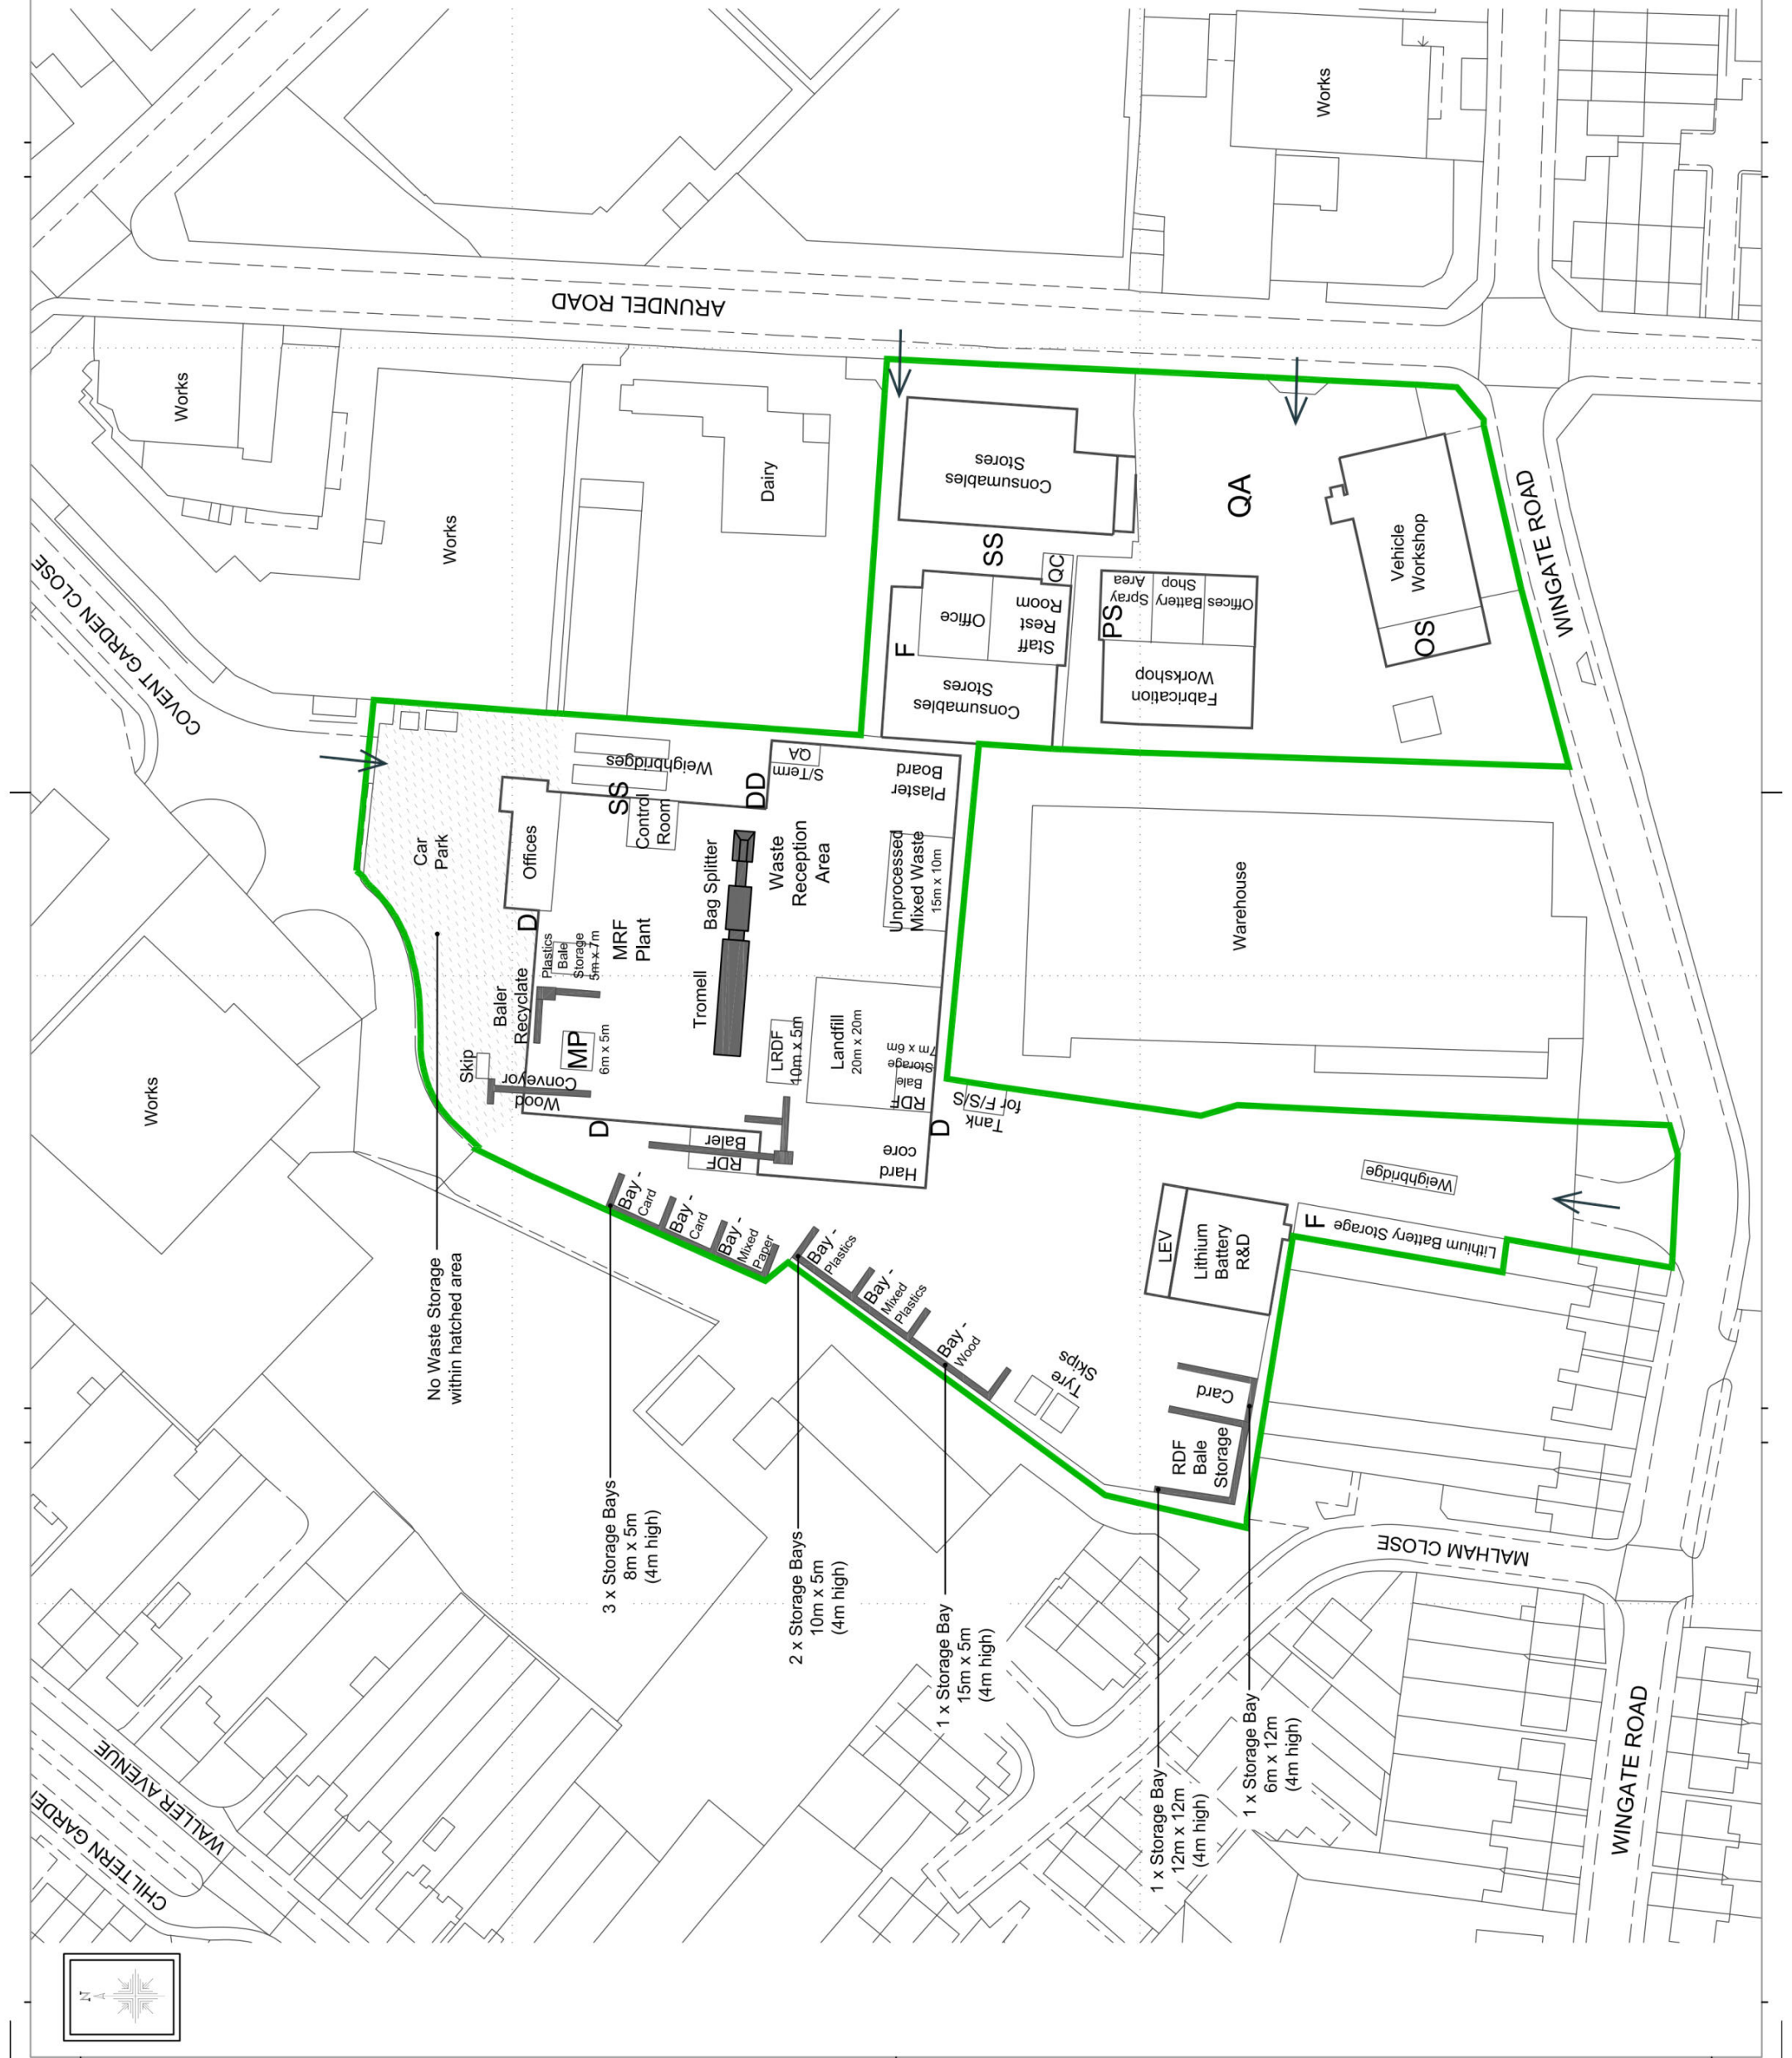 COVENT GARDEN CLOSE
ARUNDEL ROAD
WINGATE ROAD
WINGATE ROAD
MALHAM CLOSE
WALLER AVENUE
CHILTERN GARDE
Works
Works
Works
Works
Dairy
Warehouse
Car
Park
Offices
Weighbridges
SS
Control
Room
DD
QA
S/Term
Plaster
Board
Bag Splitter
Waste
Reception
Area
Unprocessed
Mixed Waste
15m x 10m
D
Plastics
Bale
Storage
5m x 7m
MRF
Plant
Baler
Recyclate
Tromell
MP
6m x 5m
Skip
Wood
Conveyor
LRDF
10m x 5m
Landfill
20m x 20m
RDF
Bale
Storage
7m x 6m
D
RDF
Baler
Hard
core
D
Tank
for F/S/S
Bay -
Card
Bay -
Card
Bay -
Mixed
Paper
Bay -
Plastics
Bay -
Mixed
Plastics
Bay -
Wood
Tyre
Skips
RDF
Bale
Storage
Card
LEV
Lithium
Battery
R&D
F
Lithium Battery Storage
Weighbridge
Consumables
Stores
SS
QC
F
Office
Staff
Rest
Room
Consumables
Stores
QA
PS
Spray
Area
Battery
Shop
Offices
Fabrication
Workshop
Vehicle
Workshop
OS
No Waste Storage
within hatched area
3 x Storage Bays
8m x 5m
(4m high)
2 x Storage Bays
10m x 5m
(4m high)
1 x Storage Bay
15m x 5m
(4m high)
1 x Storage Bay
12m x 12m
(4m high)
1 x Storage Bay
6m x 12m
(4m high)
N